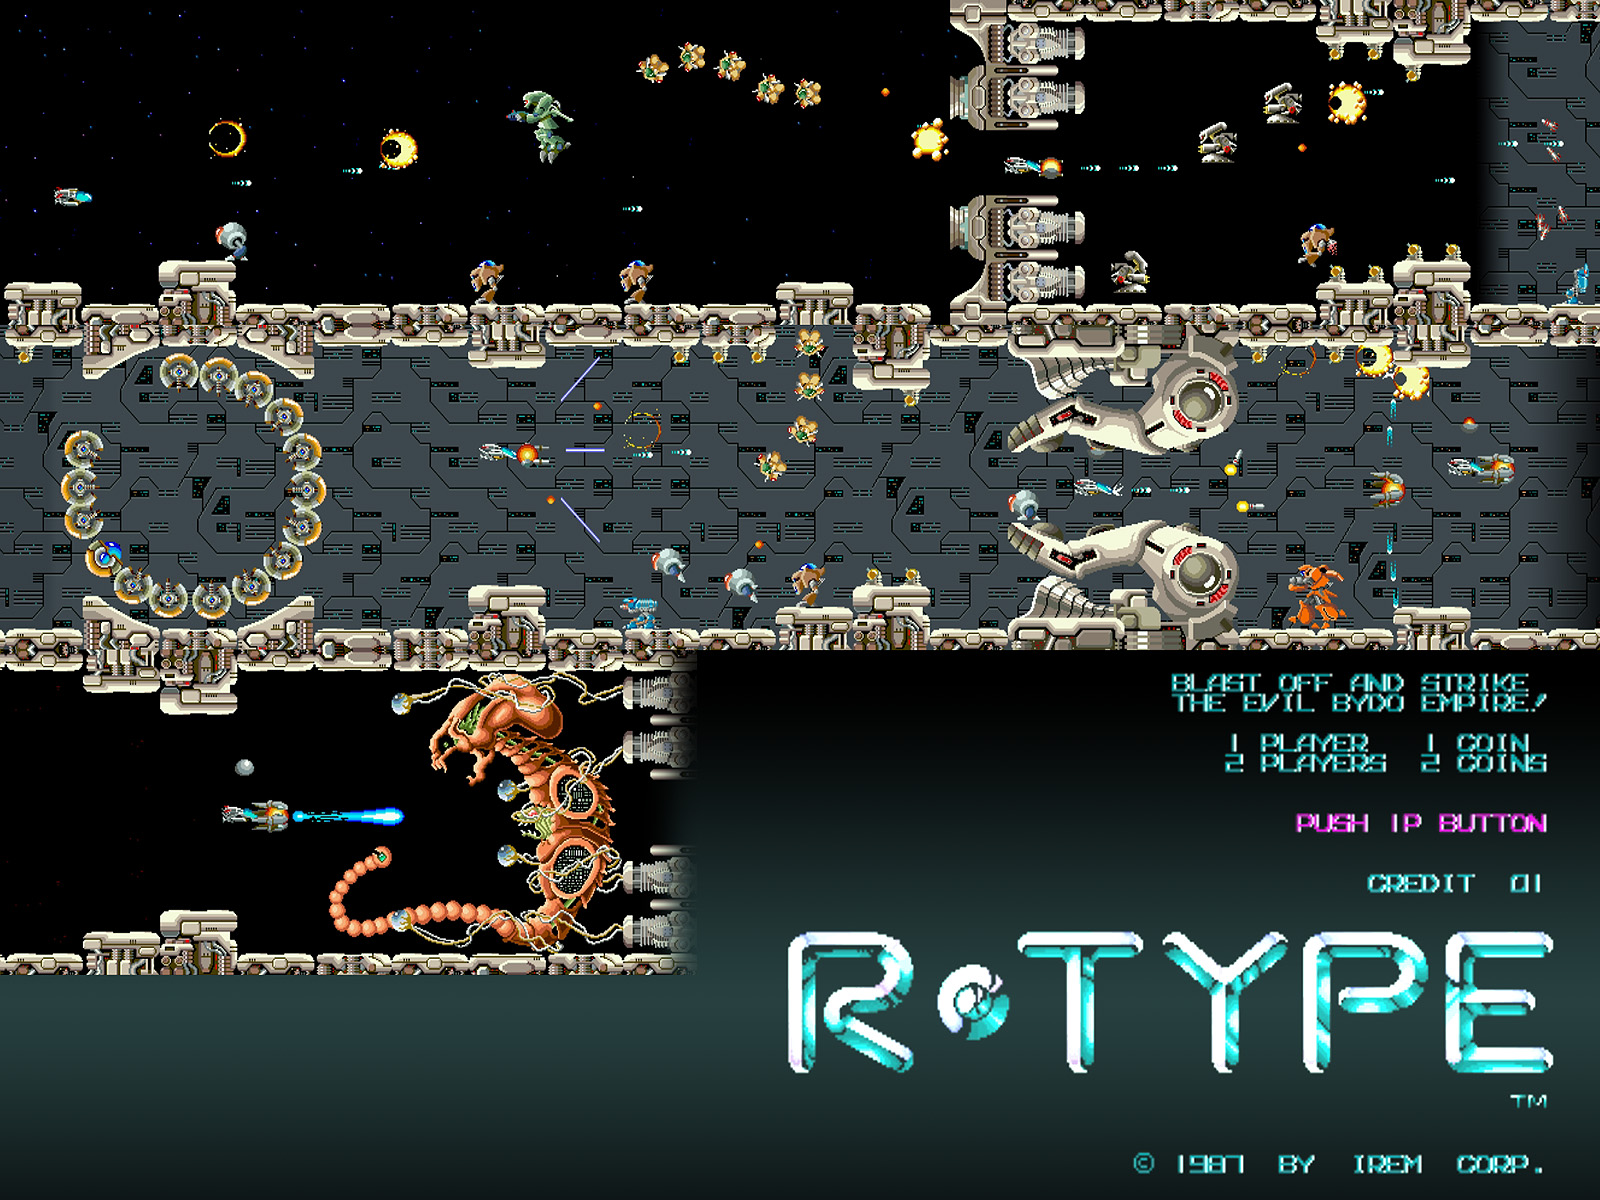 BLAST OFF AND STRIKE
THE EVIL BYDO EMPIRE!
1 PLAYER 1 COIN
2 PLAYERS 2 COINS
PUSH 1P BUTTON
CREDIT 01
R•TYPE
TM
© 1987 BY IREM CORP.